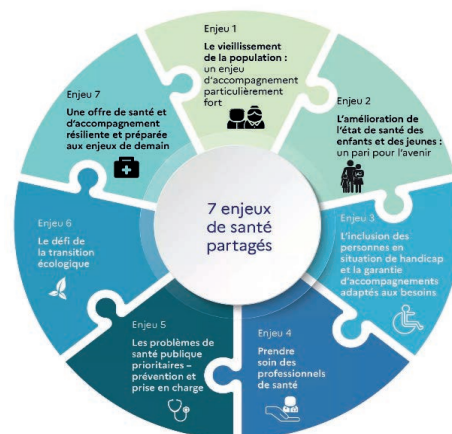 7 enjeux
de santé
partagés
Enjeu 1
Le vieillissement
de la population :
un enjeu
d'accompagnement
particulièrement
fort
Enjeu 2
L'amélioration de
l'état de santé des
enfants et des jeunes :
un pari pour l'avenir
Enjeu 3
L'inclusion des
personnes en
situation de handicap
et la garantie
d'accompagnements
adaptés aux besoins
Enjeu 4
Prendre
soin des
professionnels
de santé
Enjeu 5
Les problèmes de
santé publique
prioritaires –
prévention et
prise en charge
Enjeu 6
Le défi de
la transition
écologique
Enjeu 7
Une offre de santé et
d'accompagnement
résiliente et préparée
aux enjeux de demain